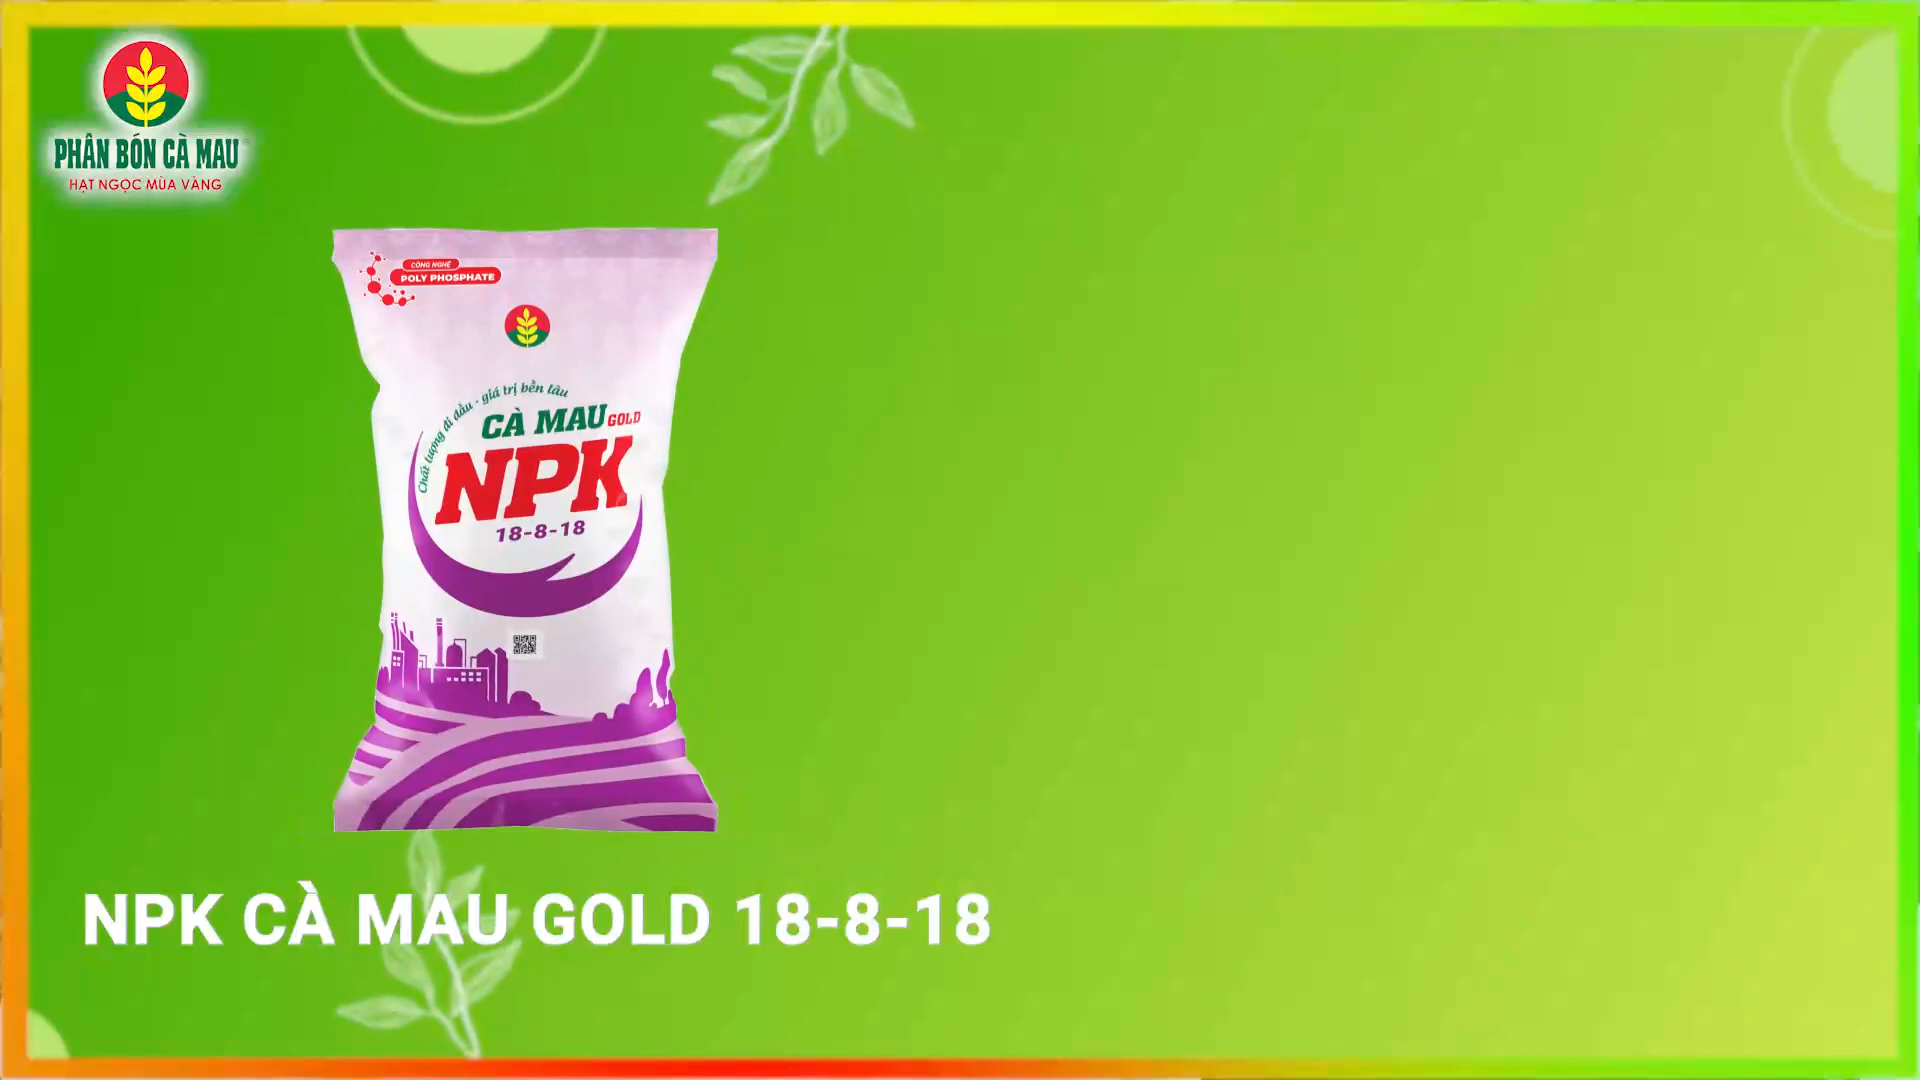 PHÂN BÓN CÀ MAU
HẠT NGỌC MÙA VÀNG
CÔNG NGHỆ
POLY PHOSPHATE
Chất lượng đi đầu - giá trị bền lâu
CÀ MAU GOLD
NPK
18-8-18
NPK CÀ MAU GOLD 18-8-18